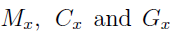 M_x, C_x and G_x